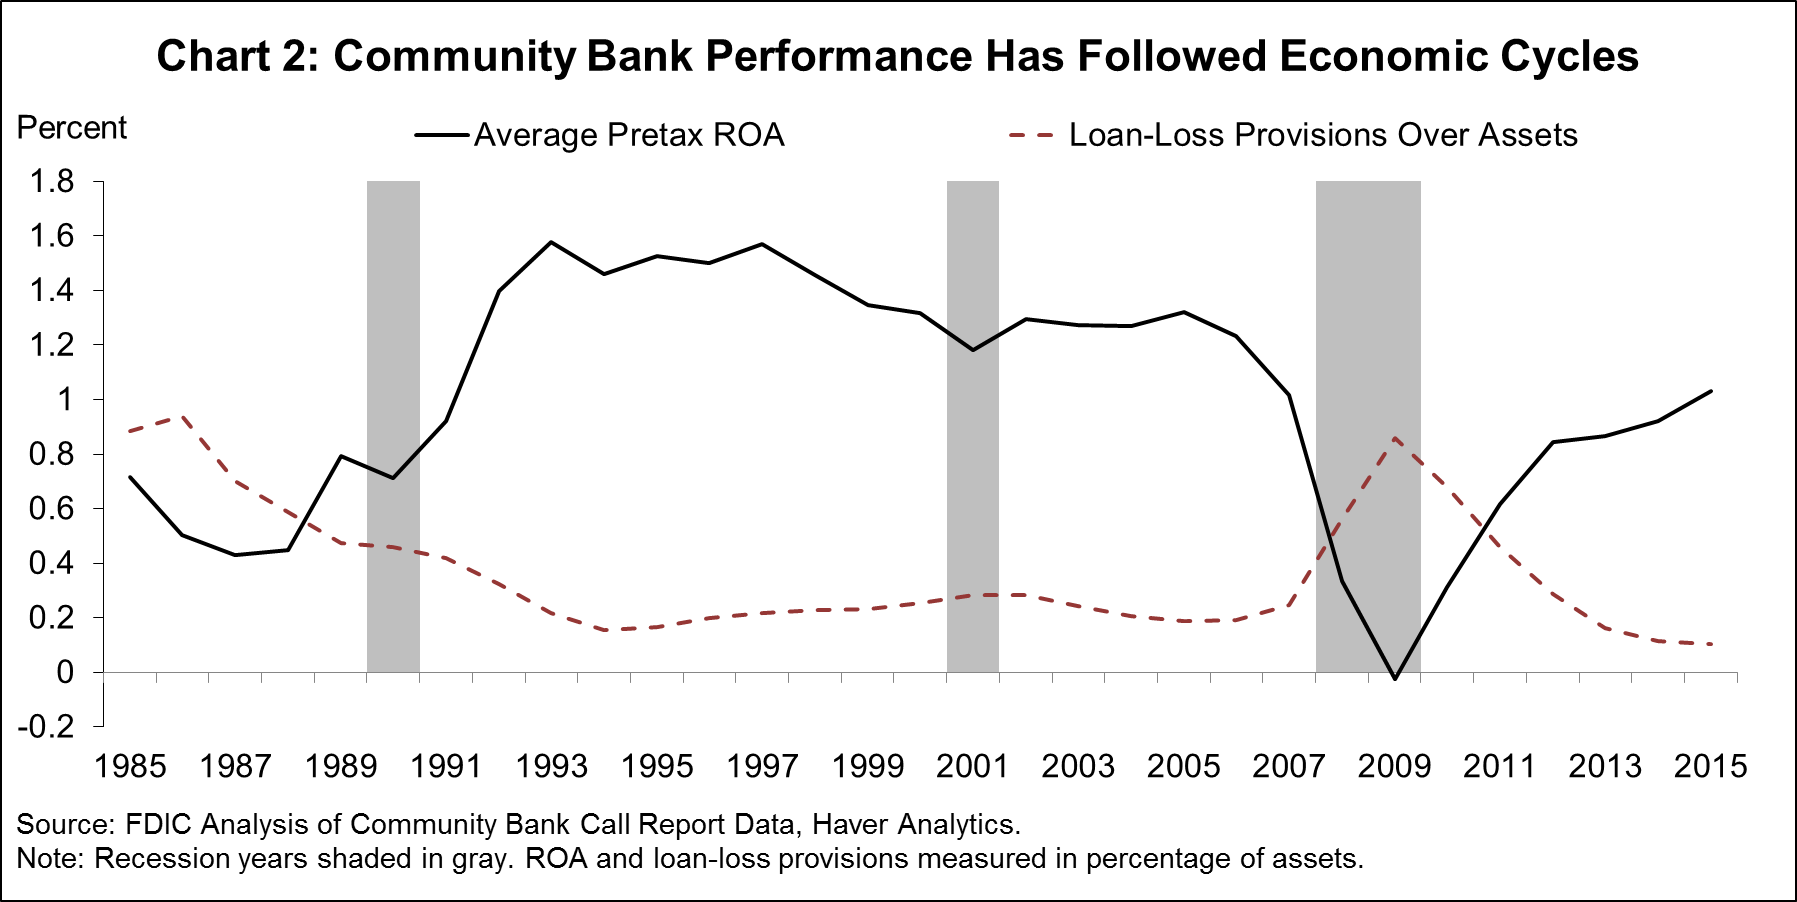 Chart 2: Community Bank Performance Has Followed Economic Cycles
Percent
Average Pretax ROA
Loan-Loss Provisions Over Assets
1.8
1.6
1.4
1.2
1
0.8
0.6
0.4
0.2
0
-0.2
1985 1987 1989 1991 1993 1995 1997 1999 2001 2003 2005 2007 2009 2011 2013 2015
Source: FDIC Analysis of Community Bank Call Report Data, Haver Analytics.
Note: Recession years shaded in gray. ROA and loan-loss provisions measured in percentage of assets.